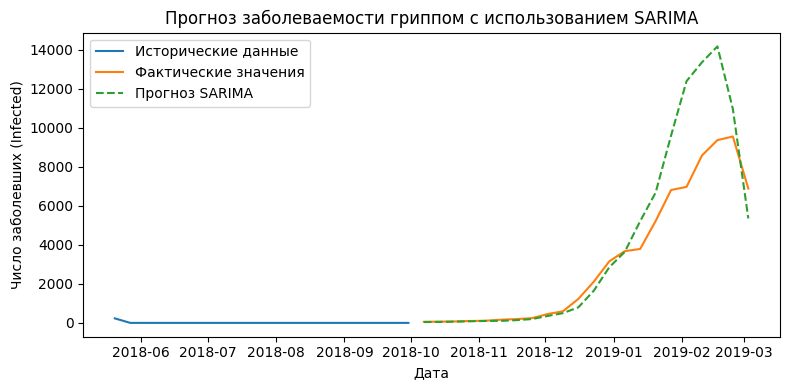 Прогноз заболеваемости гриппом с использованием SARIMA
Исторические данные
Фактические значения
Прогноз SARIMA
Число заболевших (Infected)
14000
12000
10000
8000
6000
4000
2000
0
2018-06 2018-07 2018-08 2018-09 2018-10 2018-11 2018-12 2019-01 2019-02 2019-03
Дата